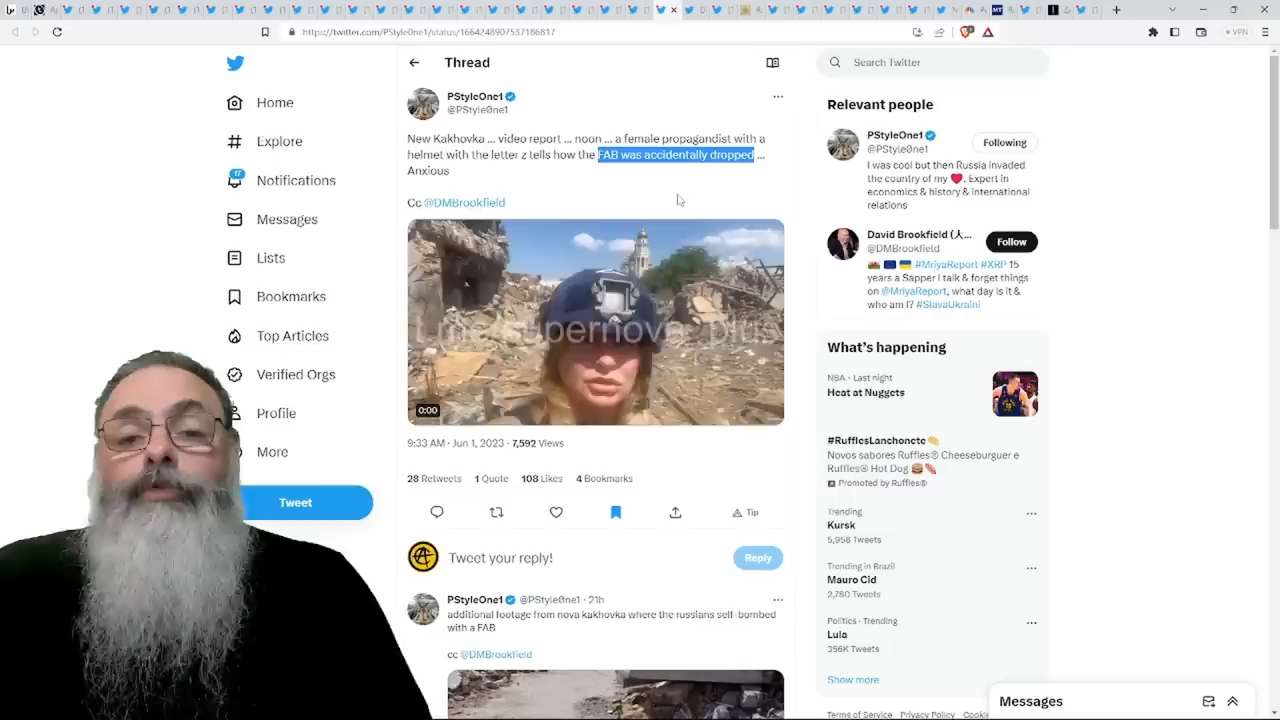 https://twitter.com/PStyle0ne1/status/1664248907537186817
VPN
Home
Explore
17
Notifications
Messages
Lists
Bookmarks
Top Articles
Verified Orgs
Profile
More
Tweet
Thread
PStyleOne1
@PStyle0ne1
New Kakhovka ... video report ... noon ... a female propagandist with a
helmet with the letter z tells how the FAB was accidentally dropped ...
Anxious
Cc @DMBrookfield
supernova_plus
0:00
9:33 AM · Jun 1, 2023 · 7,592 Views
28 Retweets 1 Quote 108 Likes 4 Bookmarks
Tip
Tweet your reply!
Reply
PStyleOne1 @PStyle0ne1 · 21h
additional footage from nova kakhovka where the russians self-bombed
with a FAB
cc @DMBrookfield
Search Twitter
Relevant people
PStyleOne1
@PStyle0ne1
Following
I was cool but then Russia invaded
the country of my ❤️. Expert in
economics & history & international
relations
David Brookfield (人...
@DMBrookfield
Follow
#MriyaReport #XRP 15
years a Sapper I talk & forget things
on @MriyaReport, what day is it &
who am I? #SlavaUkraini
What's happening
NBA · Last night
Heat at Nuggets
#RufflesLanchonete
Novos sabores Ruffles® Cheeseburguer e
Ruffles® Hot Dog 🍔🌭
Promoted by Ruffles®
Trending
Kursk
5,958 Tweets
Trending in Brazil
Mauro Cid
2,780 Tweets
Politics · Trending
Lula
356K Tweets
Show more
Terms of Service Privacy Policy
Messages